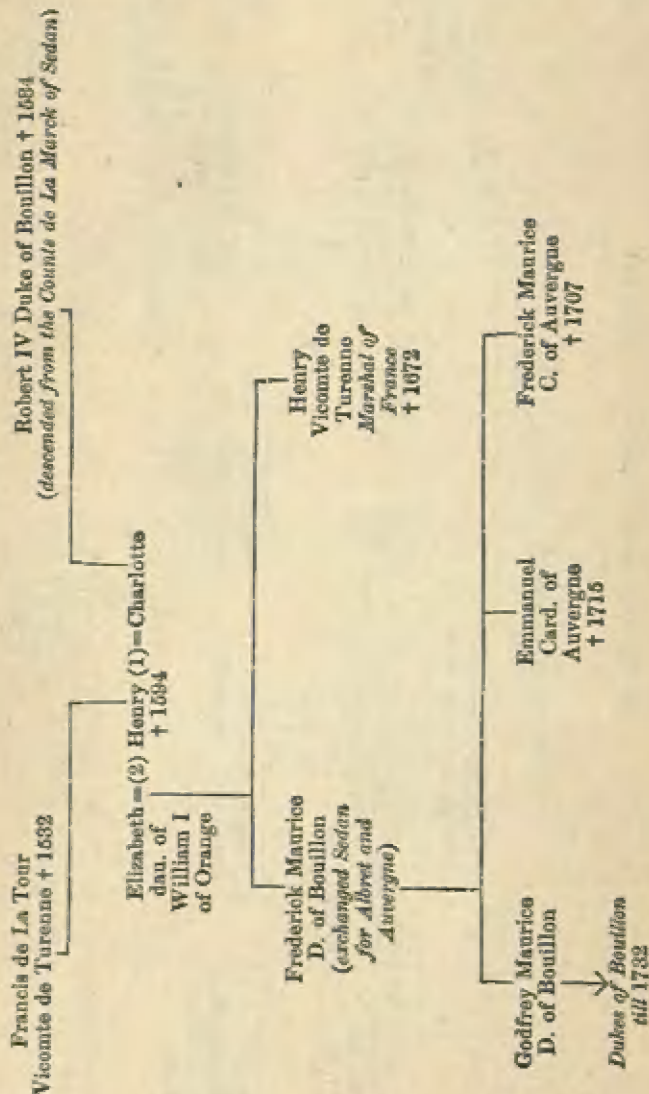 Francis de La Tour
Vicomte de Turenne † 1532
Robert IV Duke of Bouillon † 1584
(descended from the Counts de La Marck of Sedan)
Elizabeth=(2) Henry (1)=Charlotte
dau. of † 1594
William I
of Orange
Frederick Maurice
D. of Bouillon
(exchanged Sedan
for Albret and
Auvergne)
Henry
Vicomte de
Turenne
Marshal of
France
† 1672
Godfrey Maurice
D. of Bouillon
Dukes of Bouillon
till 1732
Emmanuel
Card. of
Auvergne
† 1715
Frederick Maurice
C. of Auvergne
† 1707